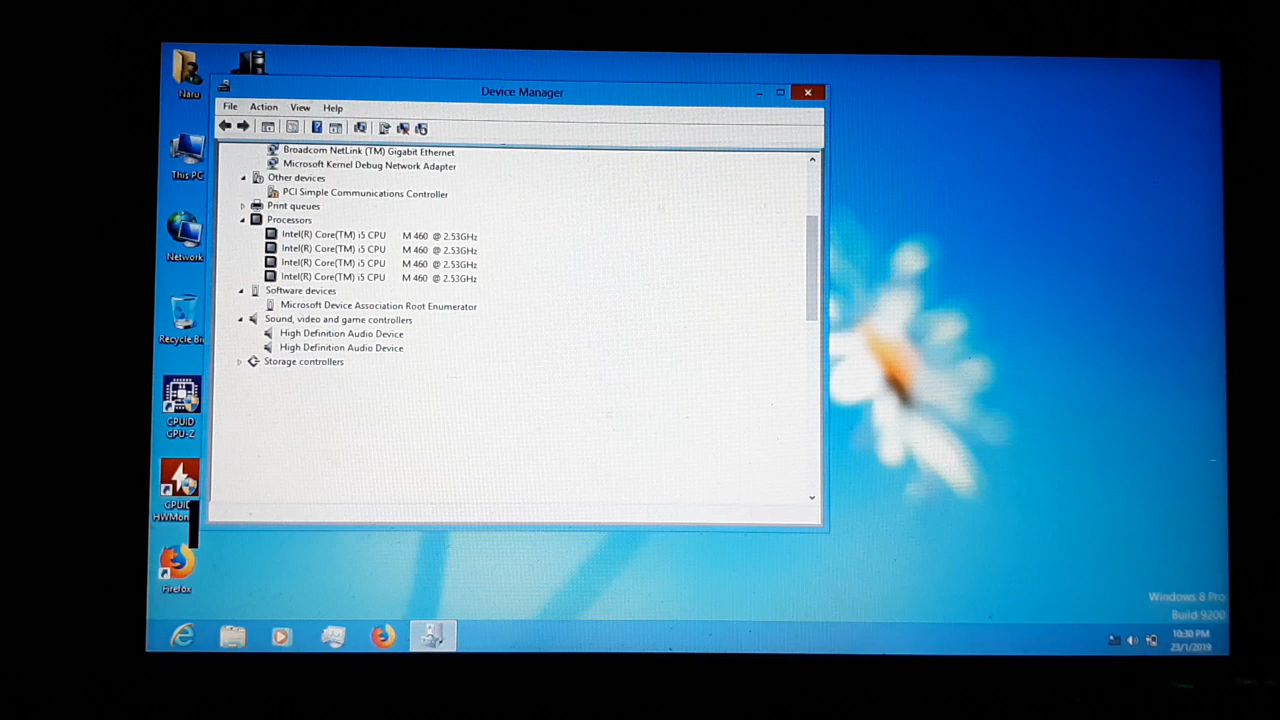 Naru
This PC
Network
Recycle Bi
CPUID
GPU-Z
CPUID
HWMon
Firefox
Device Manager
File Action View Help
Broadcom NetLink (TM) Gigabit Ethernet
Microsoft Kernel Debug Network Adapter
Other devices
PCI Simple Communications Controller
Print queues
Processors
Intel(R) Core(TM) i5 CPU M 460 @ 2.53GHz
Intel(R) Core(TM) i5 CPU M 460 @ 2.53GHz
Intel(R) Core(TM) i5 CPU M 460 @ 2.53GHz
Intel(R) Core(TM) i5 CPU M 460 @ 2.53GHz
Software devices
Microsoft Device Association Root Enumerator
Sound, video and game controllers
High Definition Audio Device
High Definition Audio Device
Storage controllers
Windows 8 Pro
Build 9200
10:30 PM
23/1/2019